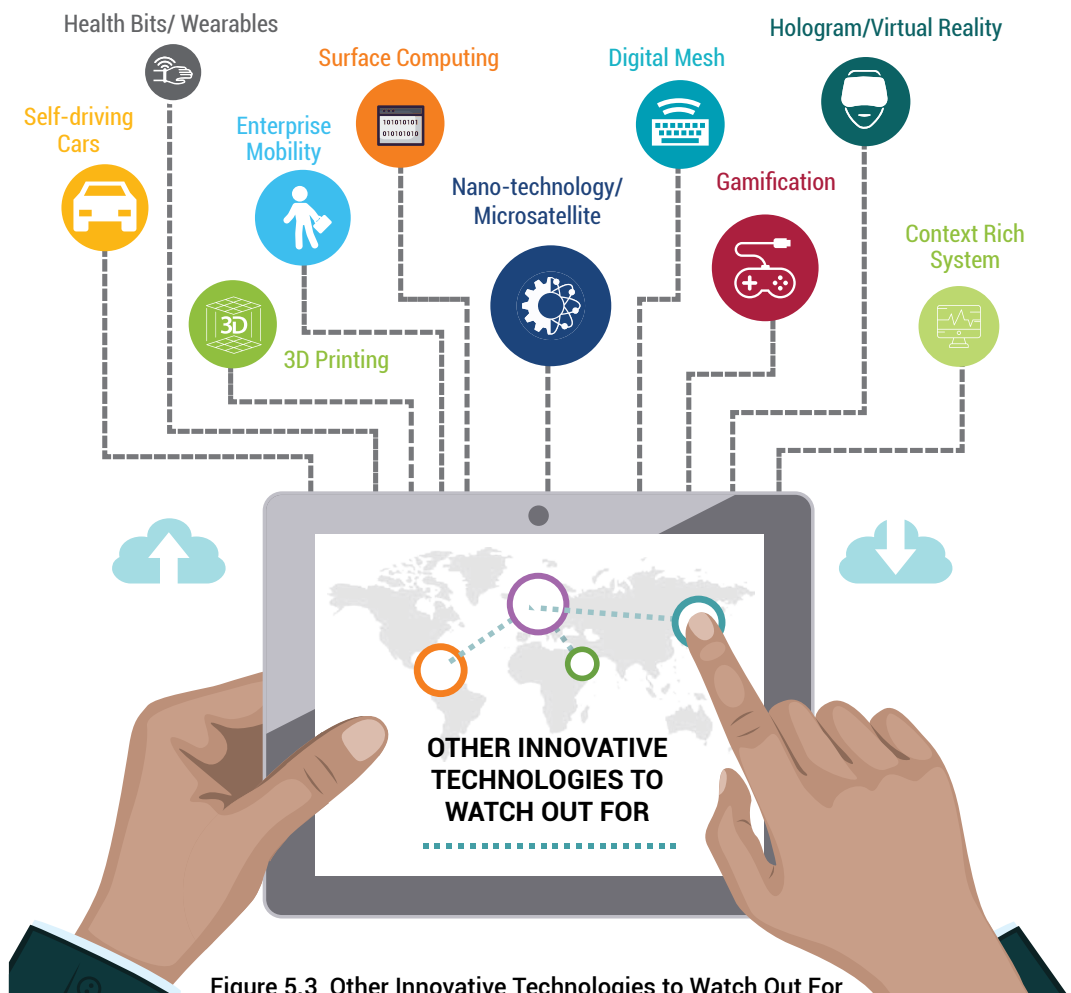 Health Bits/ Wearables
Hologram/Virtual Reality
Surface Computing
Digital Mesh
Self-driving
Cars
Enterprise
Mobility
101010101
010101010
Nano-technology/
Microsatellite
Gamification
Context Rich
System
3D
3D Printing
OTHER INNOVATIVE
TECHNOLOGIES TO
WATCH OUT FOR
Figure 5.3 Other Innovative Technologies to Watch Out For